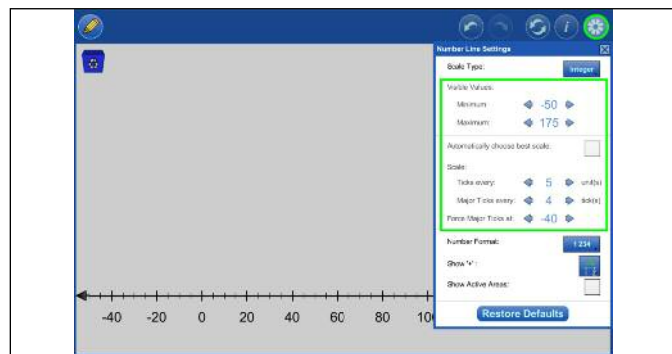 Number Line Settings
Scale Type: Integer
Visible Values:
Minimum: -50
Maximum: 175
Automatically choose best scale:
Scale:
Ticks every: 5 unit(s)
Major Ticks every: 4 tick(s)
Force Major Ticks at: -40
Number Format: 1 234
Show '+' :
Show Active Areas:
Restore Defaults
-40 -20 0 20 40 60 80 10